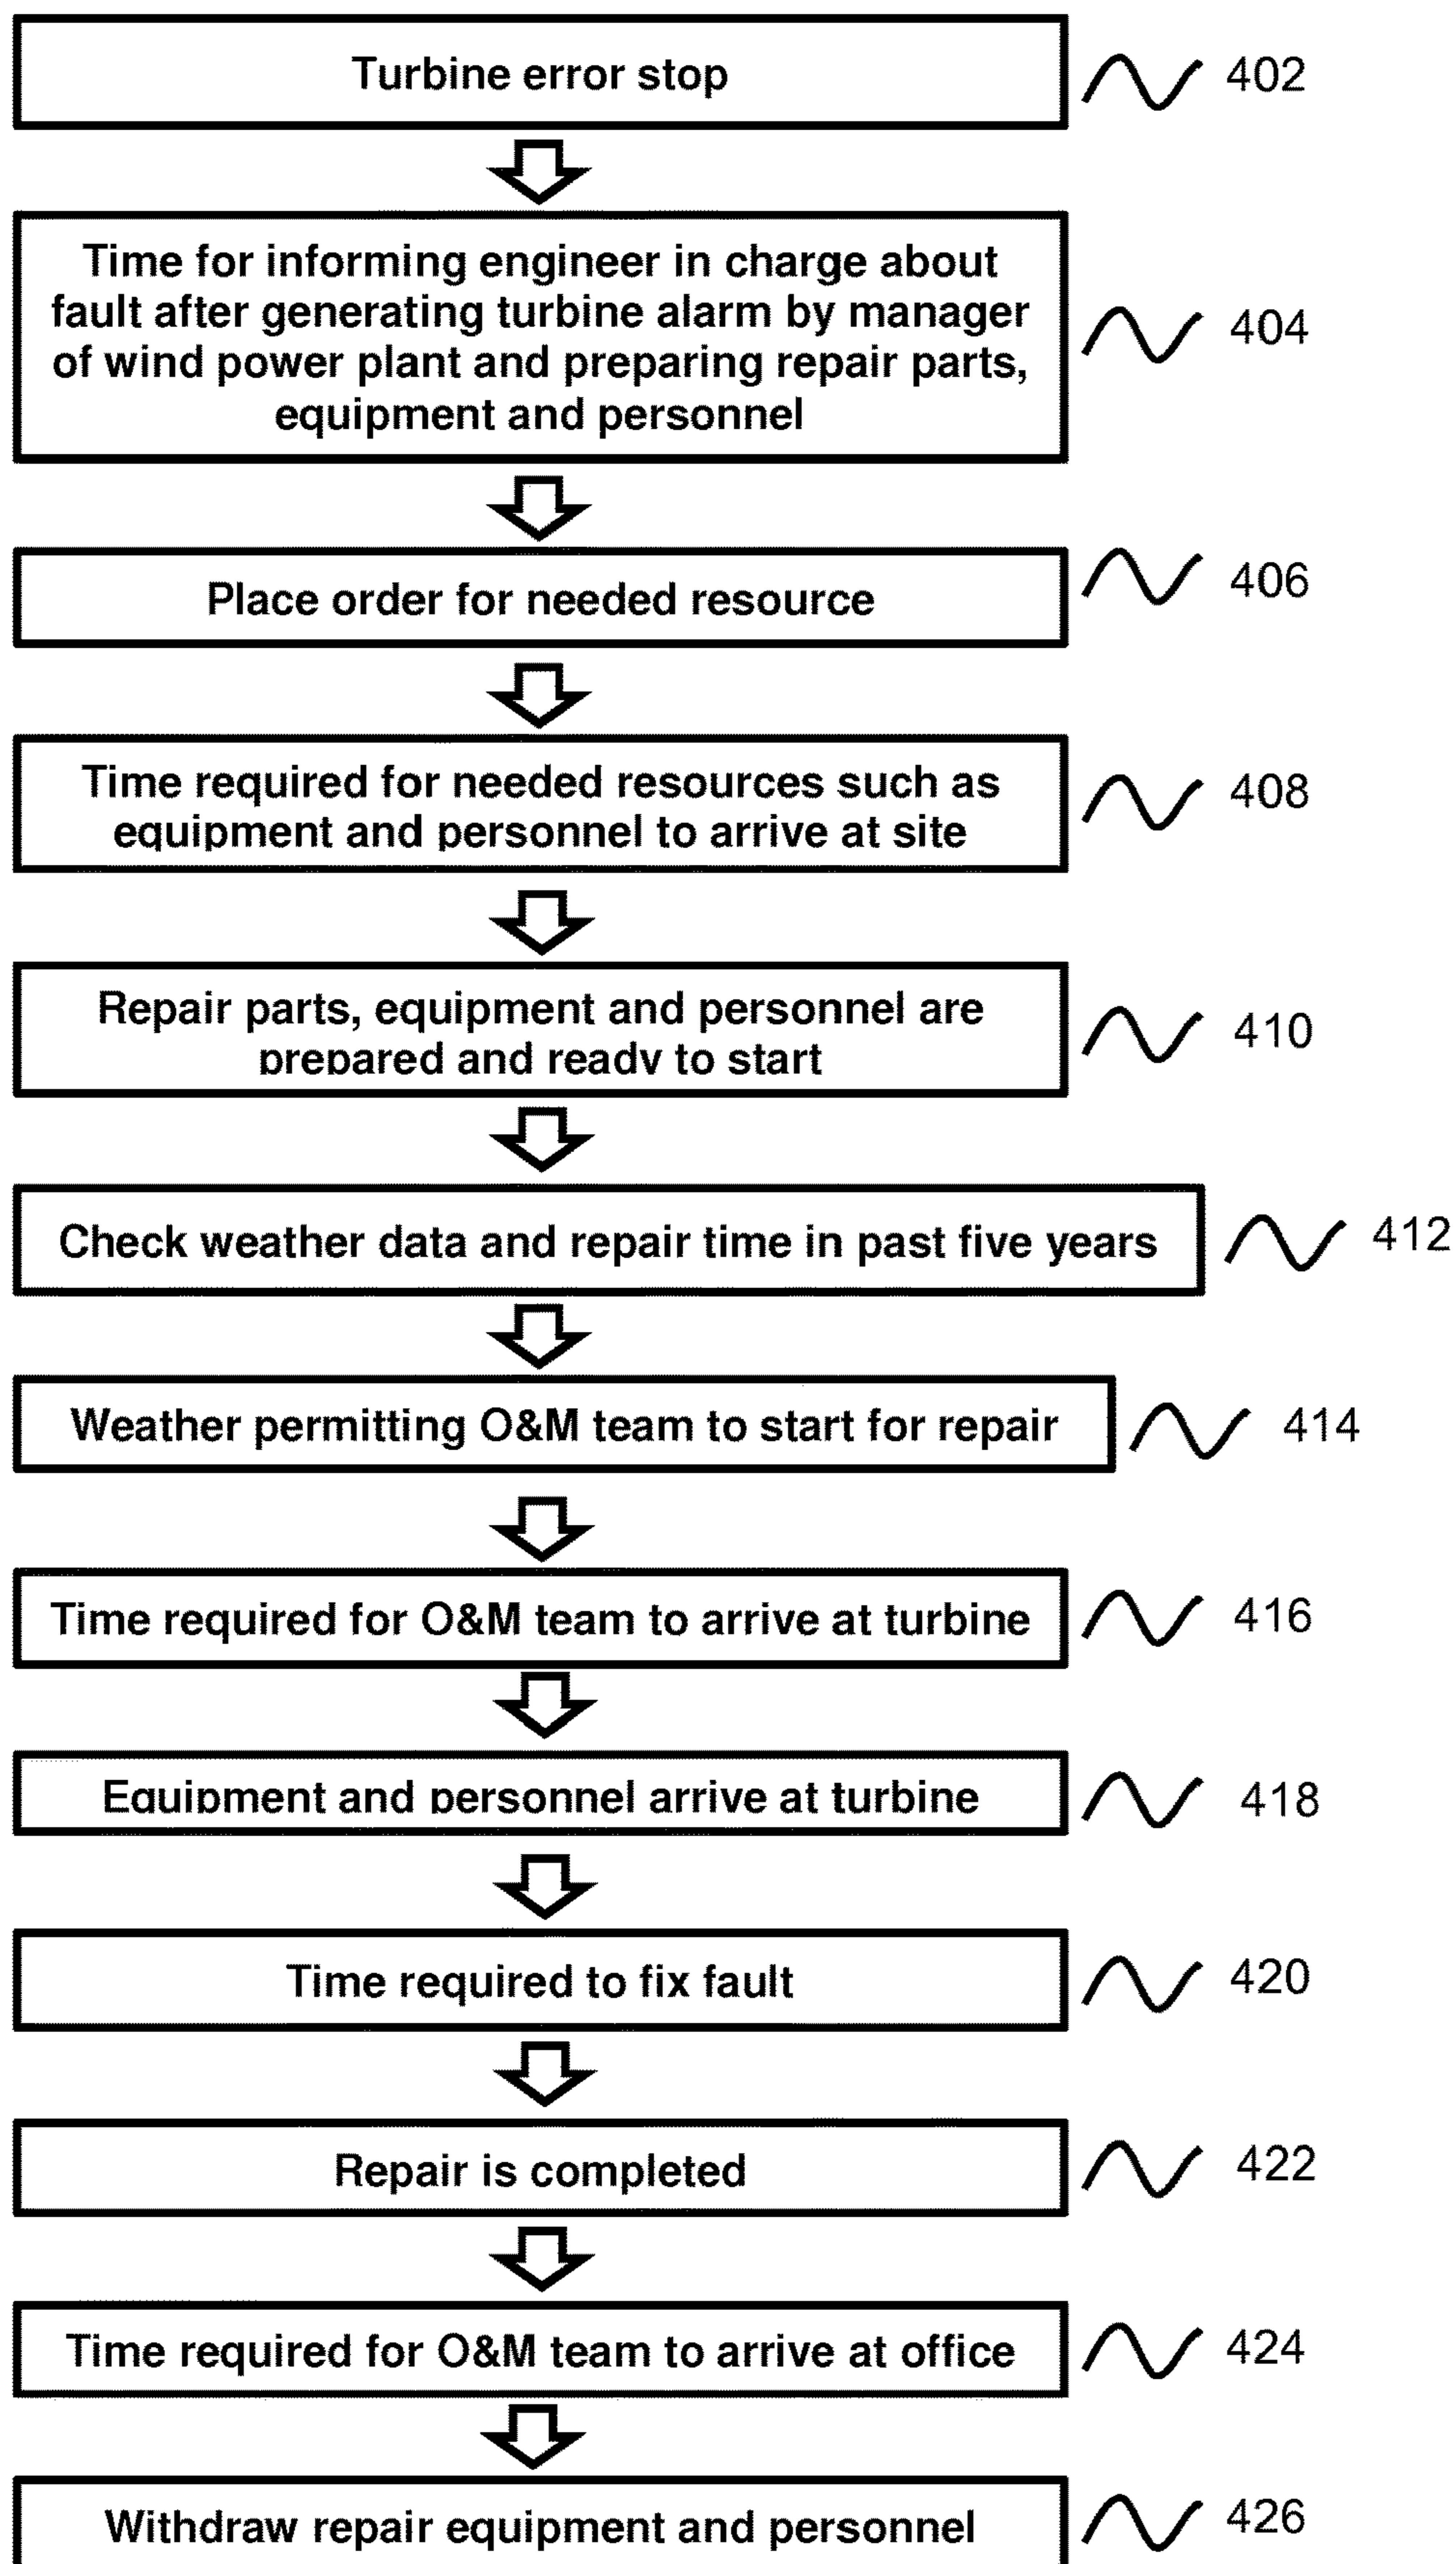 Turbine error stop
402
Time for informing engineer in charge about
fault after generating turbine alarm by manager
of wind power plant and preparing repair parts,
equipment and personnel
404
Place order for needed resource
406
Time required for needed resources such as
equipment and personnel to arrive at site
408
Repair parts, equipment and personnel are
prepared and ready to start
410
Check weather data and repair time in past five years
412
Weather permitting O&M team to start for repair
414
Time required for O&M team to arrive at turbine
416
Equipment and personnel arrive at turbine
418
Time required to fix fault
420
Repair is completed
422
Time required for O&M team to arrive at office
424
Withdraw repair equipment and personnel
426